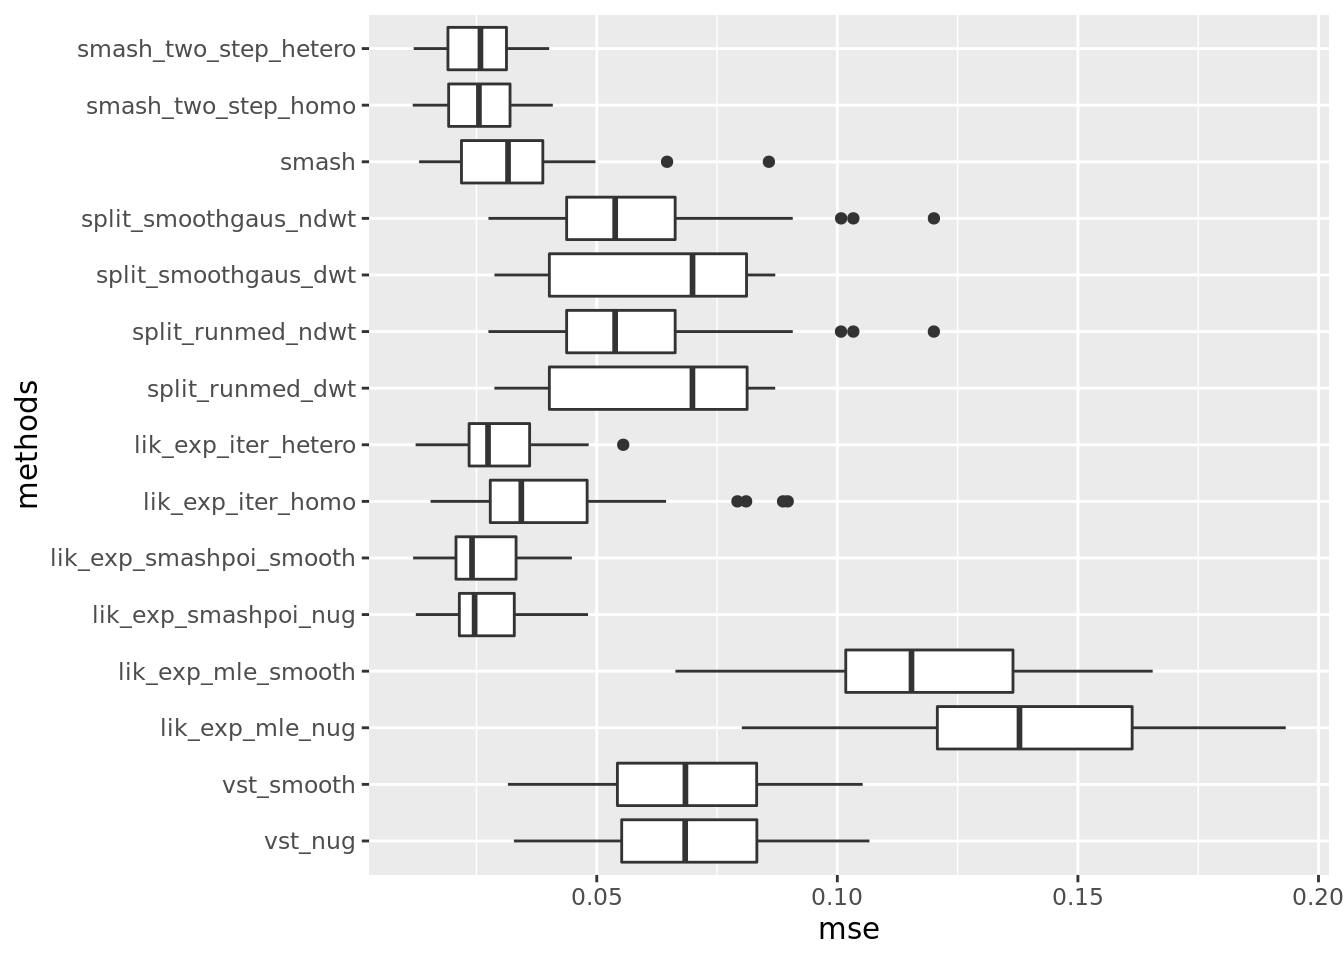 smash_two_step_hetero
smash_two_step_homo
smash
split_smoothgaus_ndwt
split_smoothgaus_dwt
split_runmed_ndwt
split_runmed_dwt
lik_exp_iter_hetero
lik_exp_iter_homo
lik_exp_smashpoi_smooth
lik_exp_smashpoi_nug
lik_exp_mle_smooth
lik_exp_mle_nug
vst_smooth
vst_nug
methods
0.05 0.10 0.15 0.20
mse